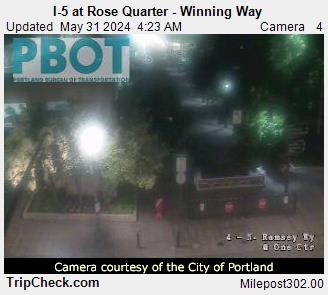 I-5 at Rose Quarter - Winning Way
Updated May 31 2024 4:23 AM Camera 4
PBOT
PORTLAND BUREAU OF TRANSPORTATION
4 - N. Ramsey Wy
@ One Ctr
Camera courtesy of the City of Portland
TripCheck.com Milepost302.00